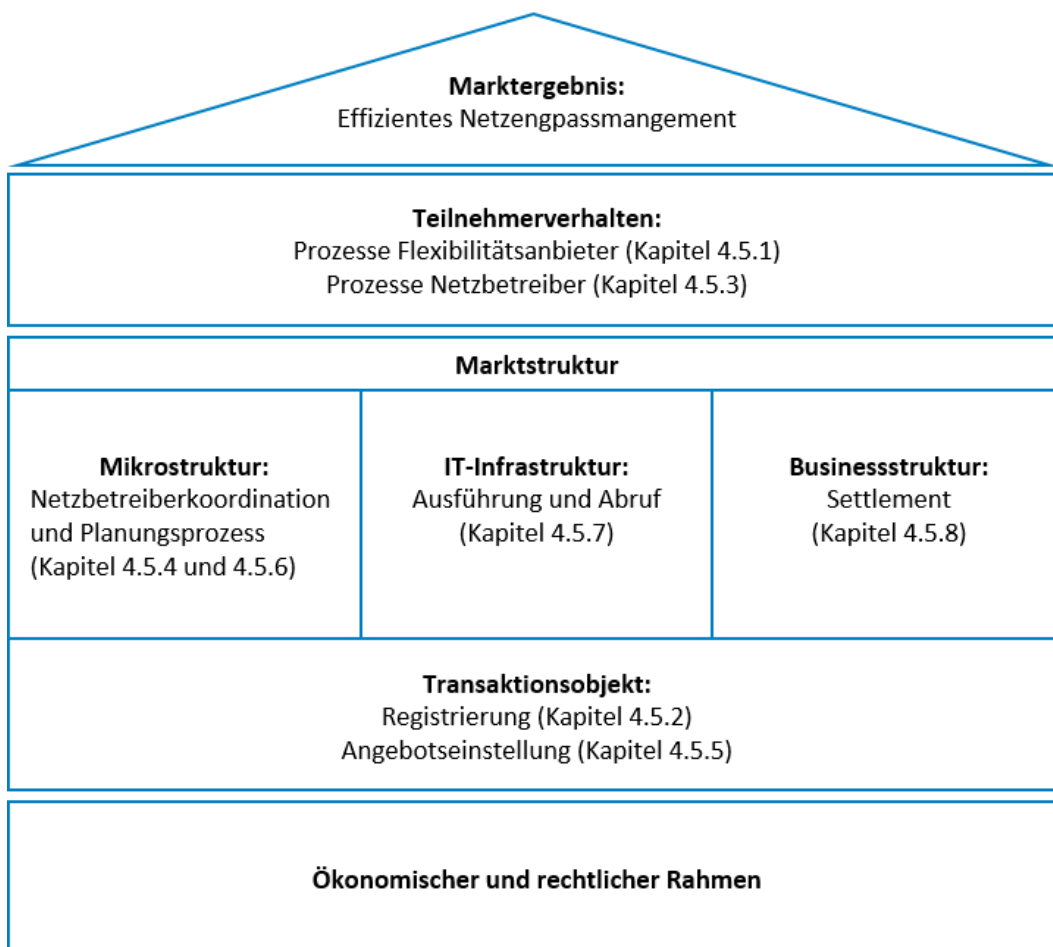 Marktergebnis:
Effizientes Netzengpassmangement
Teilnehmerverhalten:
Prozesse Flexibilitätsanbieter (Kapitel 4.5.1)
Prozesse Netzbetreiber (Kapitel 4.5.3)
Marktstruktur
Mikrostruktur:
Netzbetreiberkoordination
und Planungsprozess
(Kapitel 4.5.4 und 4.5.6)
IT-Infrastruktur:
Ausführung und Abruf
(Kapitel 4.5.7)
Businessstruktur:
Settlement
(Kapitel 4.5.8)
Transaktionsobjekt:
Registrierung (Kapitel 4.5.2)
Angebotseinstellung (Kapitel 4.5.5)
Ökonomischer und rechtlicher Rahmen